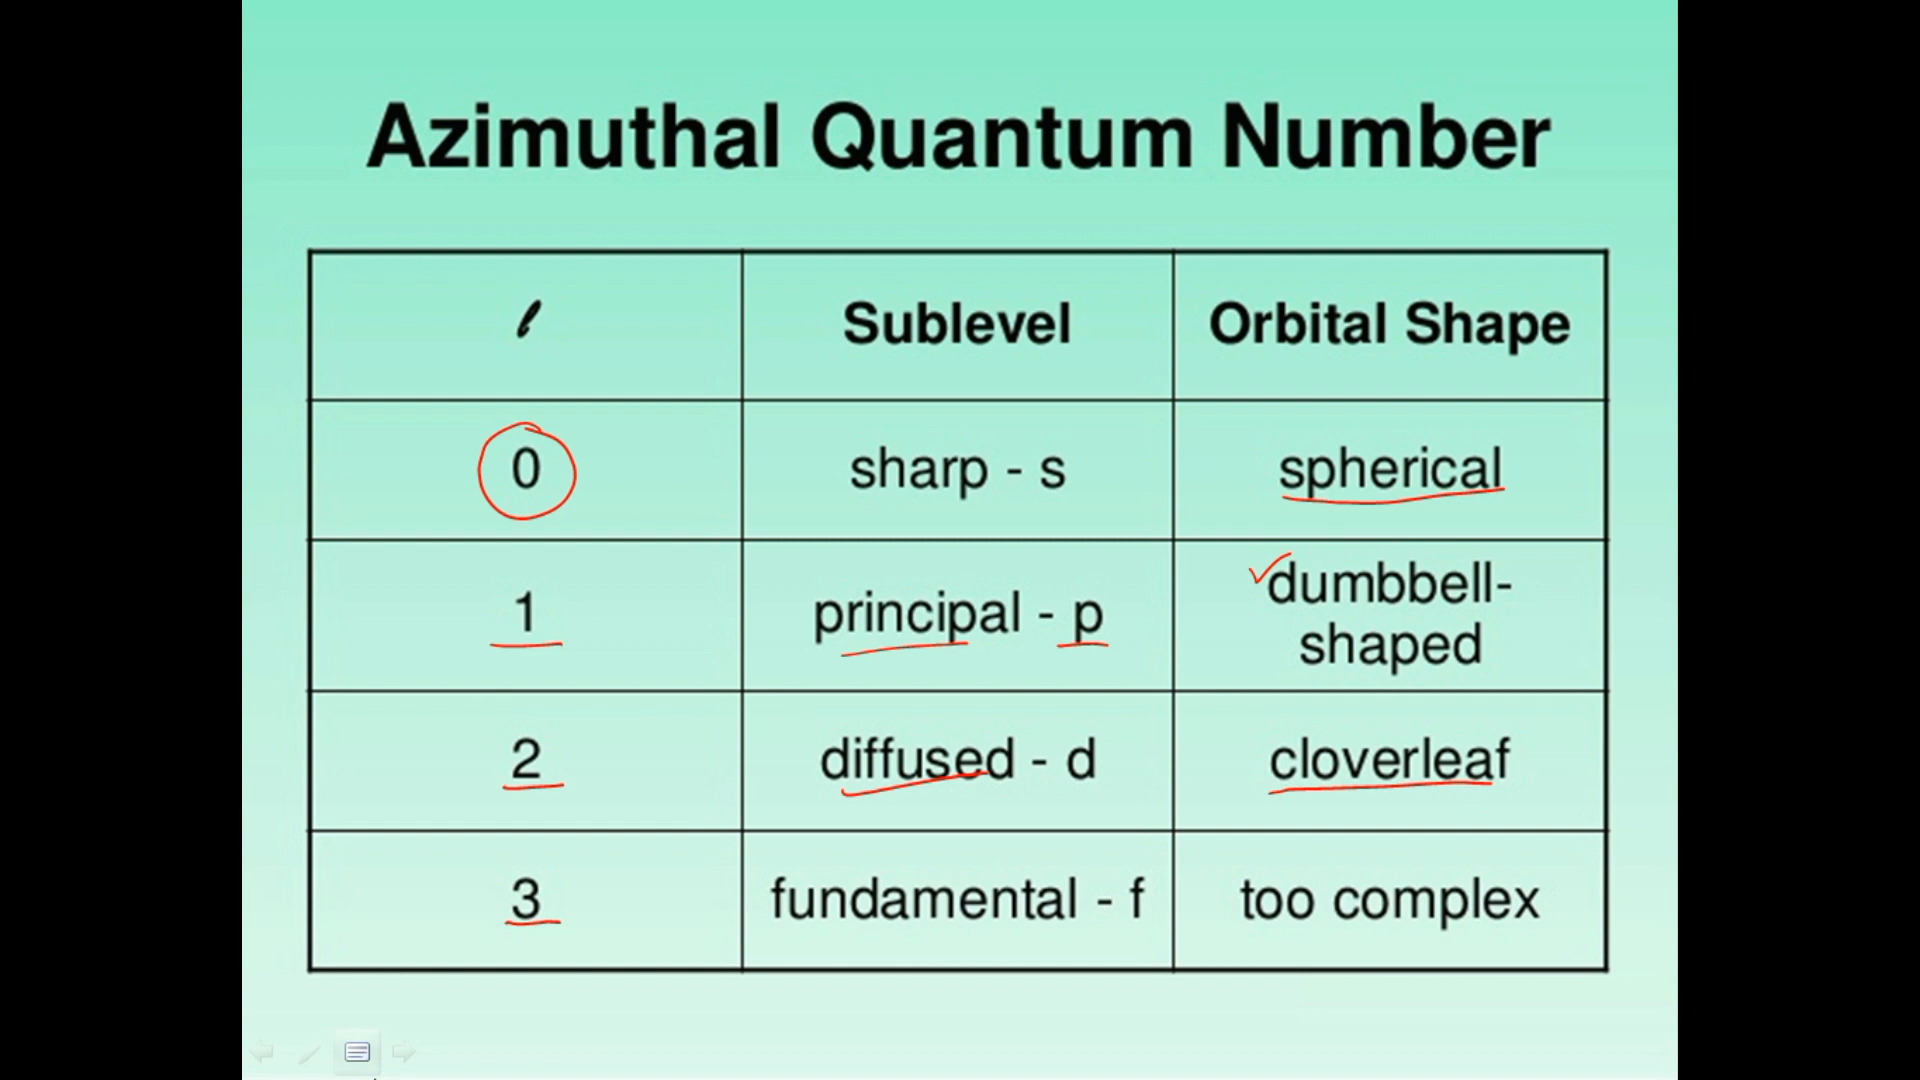 Azimuthal Quantum Number
ℓ Sublevel Orbital Shape
0 sharp - s spherical
1 principal - p dumbbell-
shaped
2 diffused - d cloverleaf
3 fundamental - f too complex